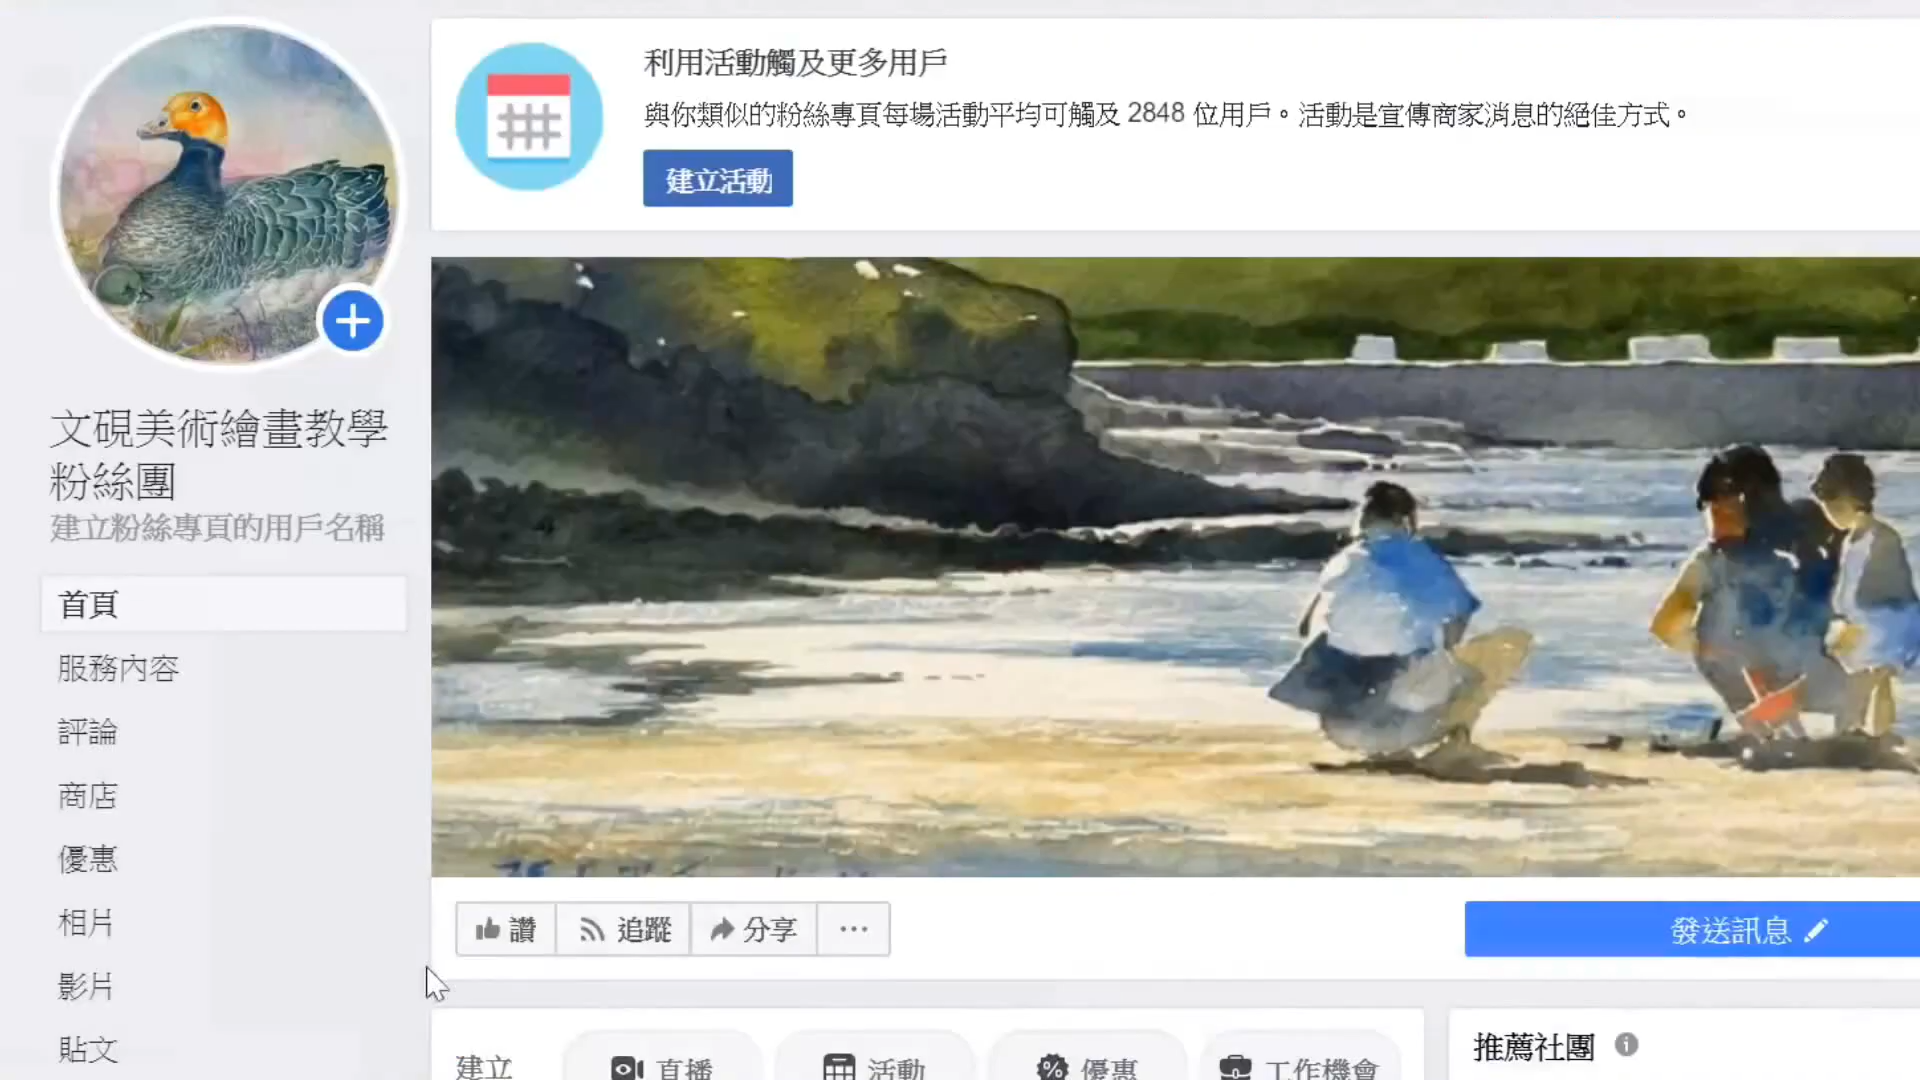 利用活動觸及更多用戶
與你類似的粉絲專頁每場活動平均可觸及 2848 位用戶。活動是宣傳商家消息的絕佳方式。
建立活動
文硯美術繪畫教學
粉絲團
建立粉絲專頁的用戶名稱
首頁
服務內容
評論
商店
優惠
相片
影片
貼文
讚 追蹤 分享 ...
發送訊息
建立 直播 活動 優惠 工作機會
推薦社團